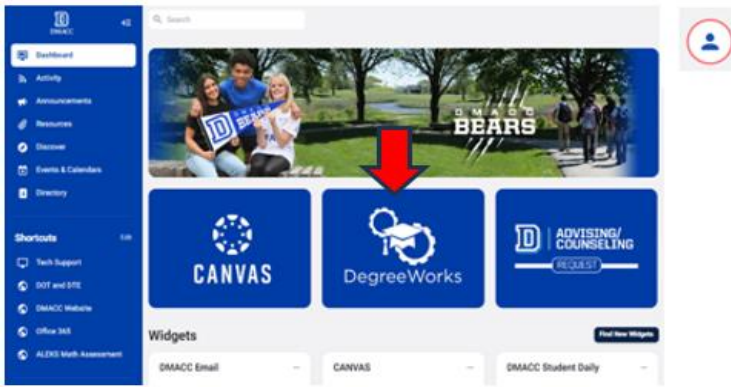 D
DMACC
Search
Dashboard
Activity
Announcements
Resources
Discover
Events & Calendars
Directory
Shortcuts
Edit
Tech Support
DOT and DTE
DMACC Website
Office 365
ALEKS Math Assessment
D
BEARS
DMACC
BEARS
CANVAS
DegreeWorks
D ADVISING/
COUNSELING
REQUEST
Widgets
Find New Widgets
DMACC Email
CANVAS
DMACC Student Daily